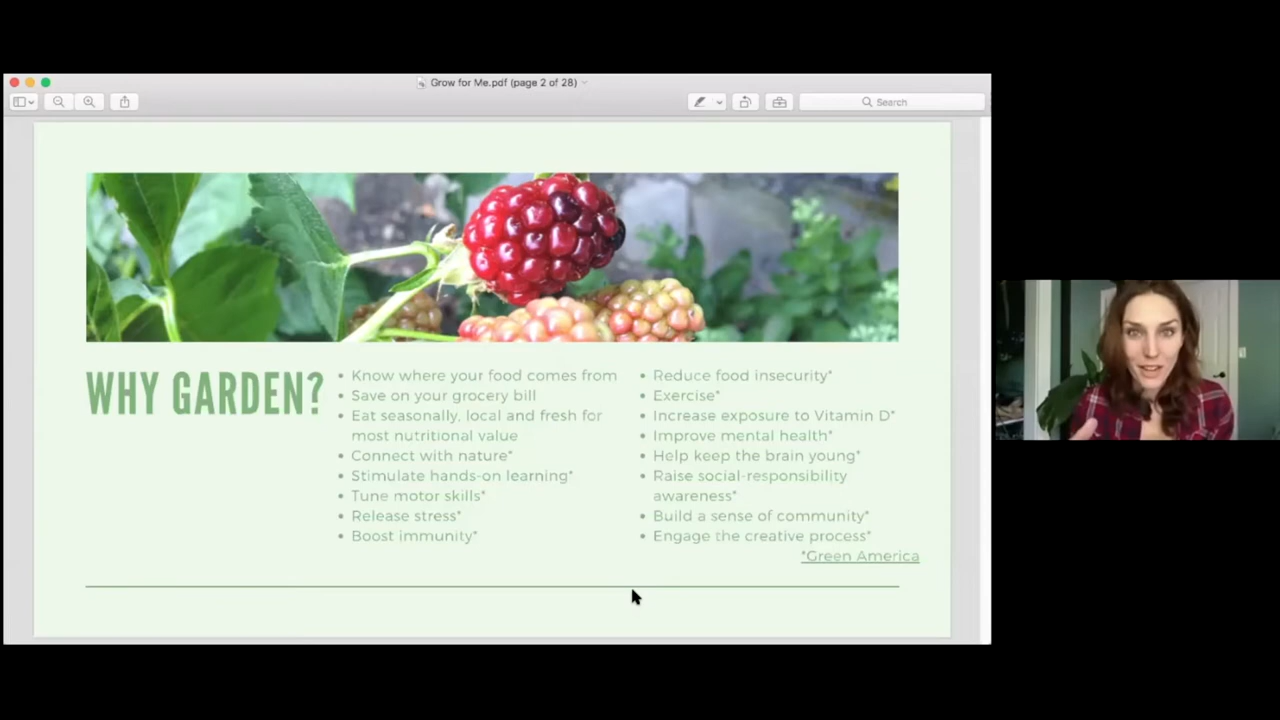 Grow for Me.pdf (page 2 of 28)
Search
WHY GARDEN?
• Know where your food comes from
• Save on your grocery bill
• Eat seasonally, local and fresh for
most nutritional value
• Connect with nature*
• Stimulate hands-on learning*
• Tune motor skills*
• Release stress*
• Boost immunity*
• Reduce food insecurity*
• Exercise*
• Increase exposure to Vitamin D*
• Improve mental health*
• Help keep the brain young*
• Raise social-responsibility
awareness*
• Build a sense of community*
• Engage the creative process*
*Green America